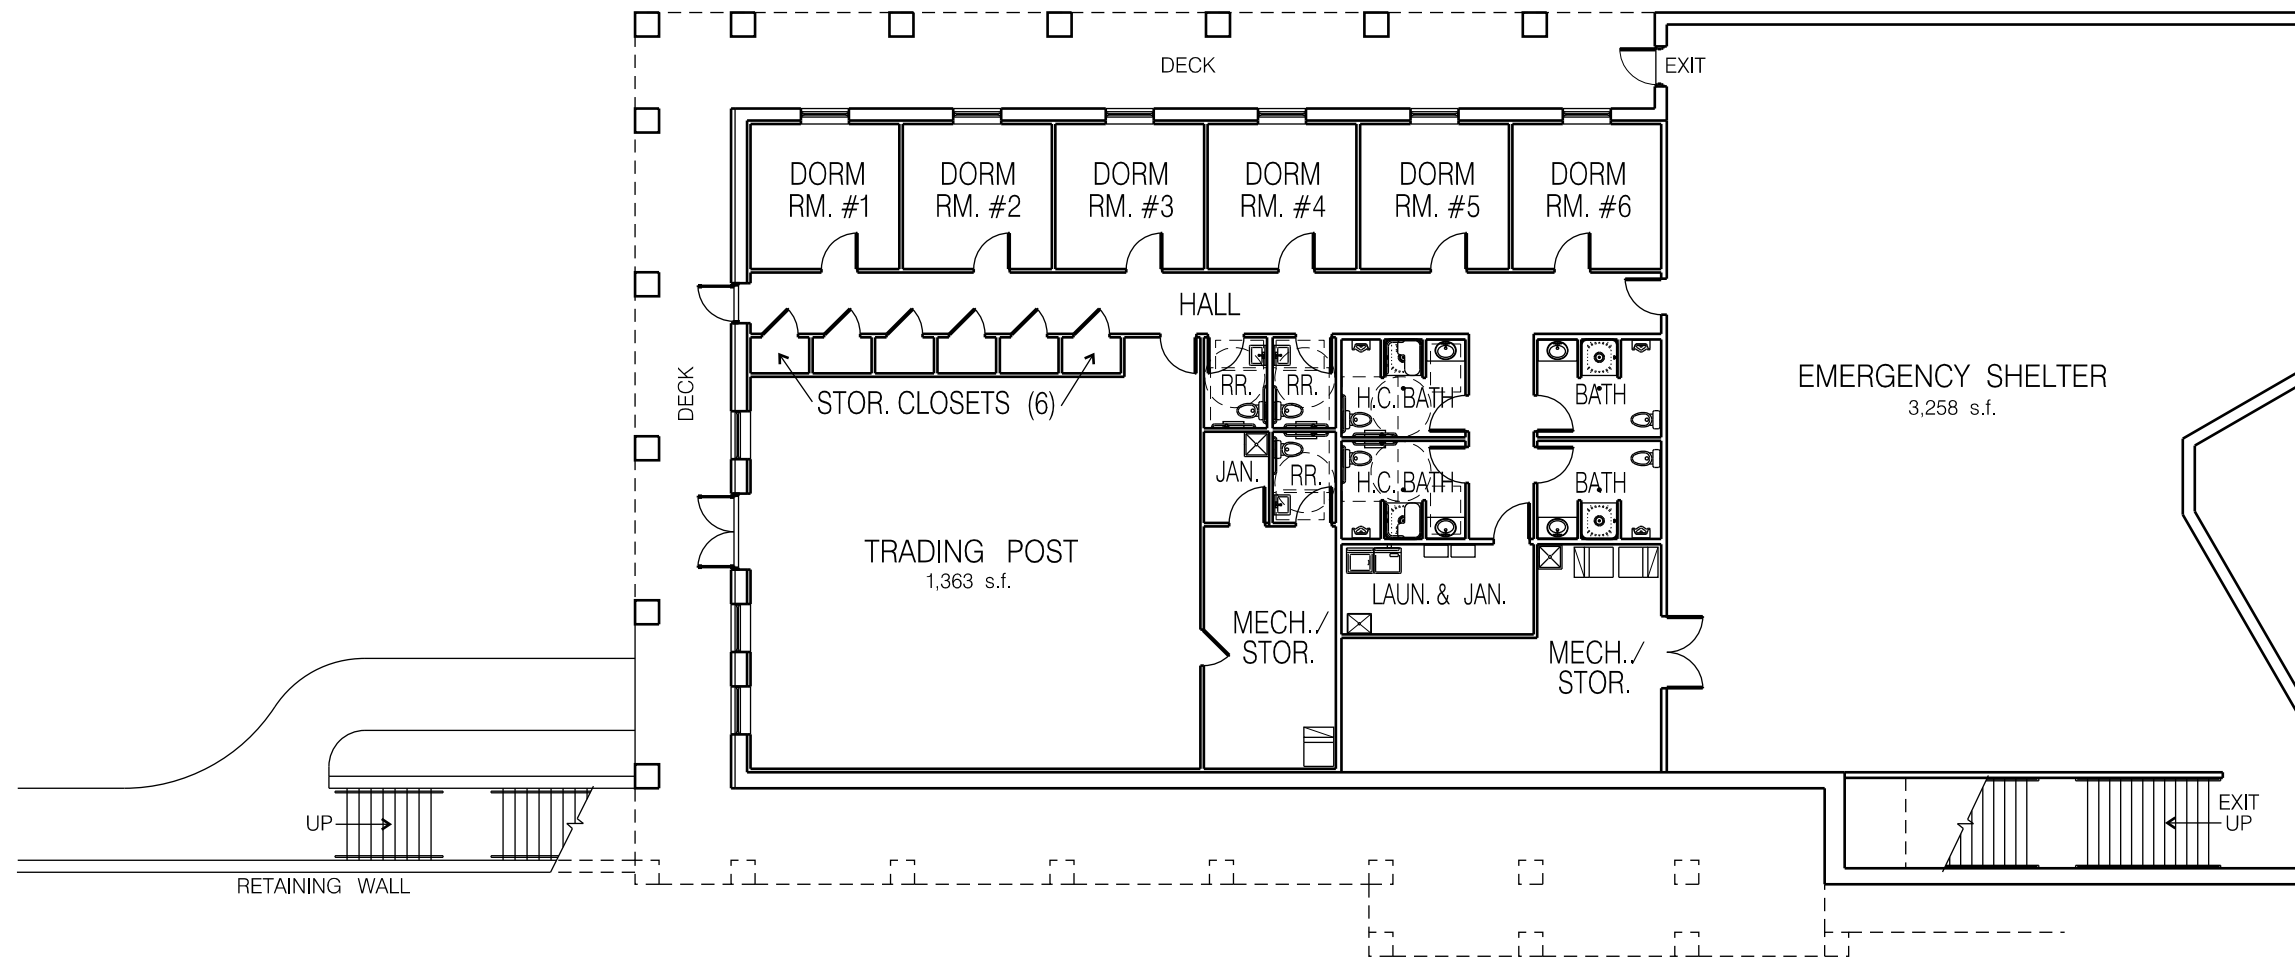 DECK
EXIT
DORM
RM. #1
DORM
RM. #2
DORM
RM. #3
DORM
RM. #4
DORM
RM. #5
DORM
RM. #6
HALL
DECK
STOR. CLOSETS (6)
RR.
RR.
H.C. BATH
BATH
EMERGENCY SHELTER
3,258 s.f.
JAN.
RR.
H.C. BATH
BATH
TRADING POST
1,363 s.f.
LAUN. & JAN.
MECH./
STOR.
MECH./
STOR.
UP
EXIT
UP
RETAINING WALL